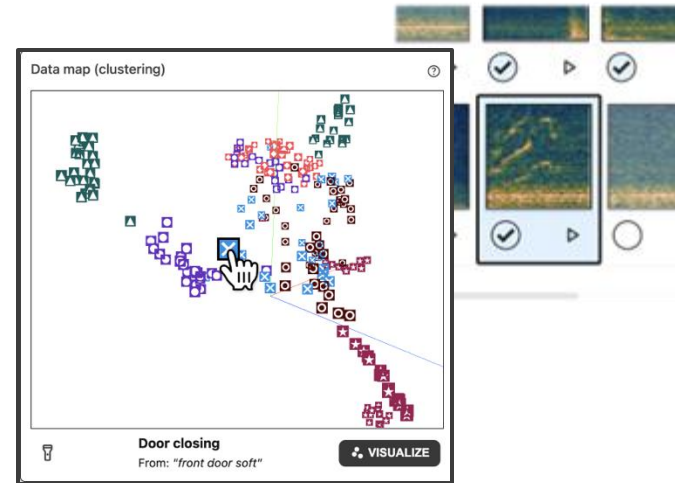 Data map (clustering)
?
Door closing
From: "front door soft"
VISUALIZE